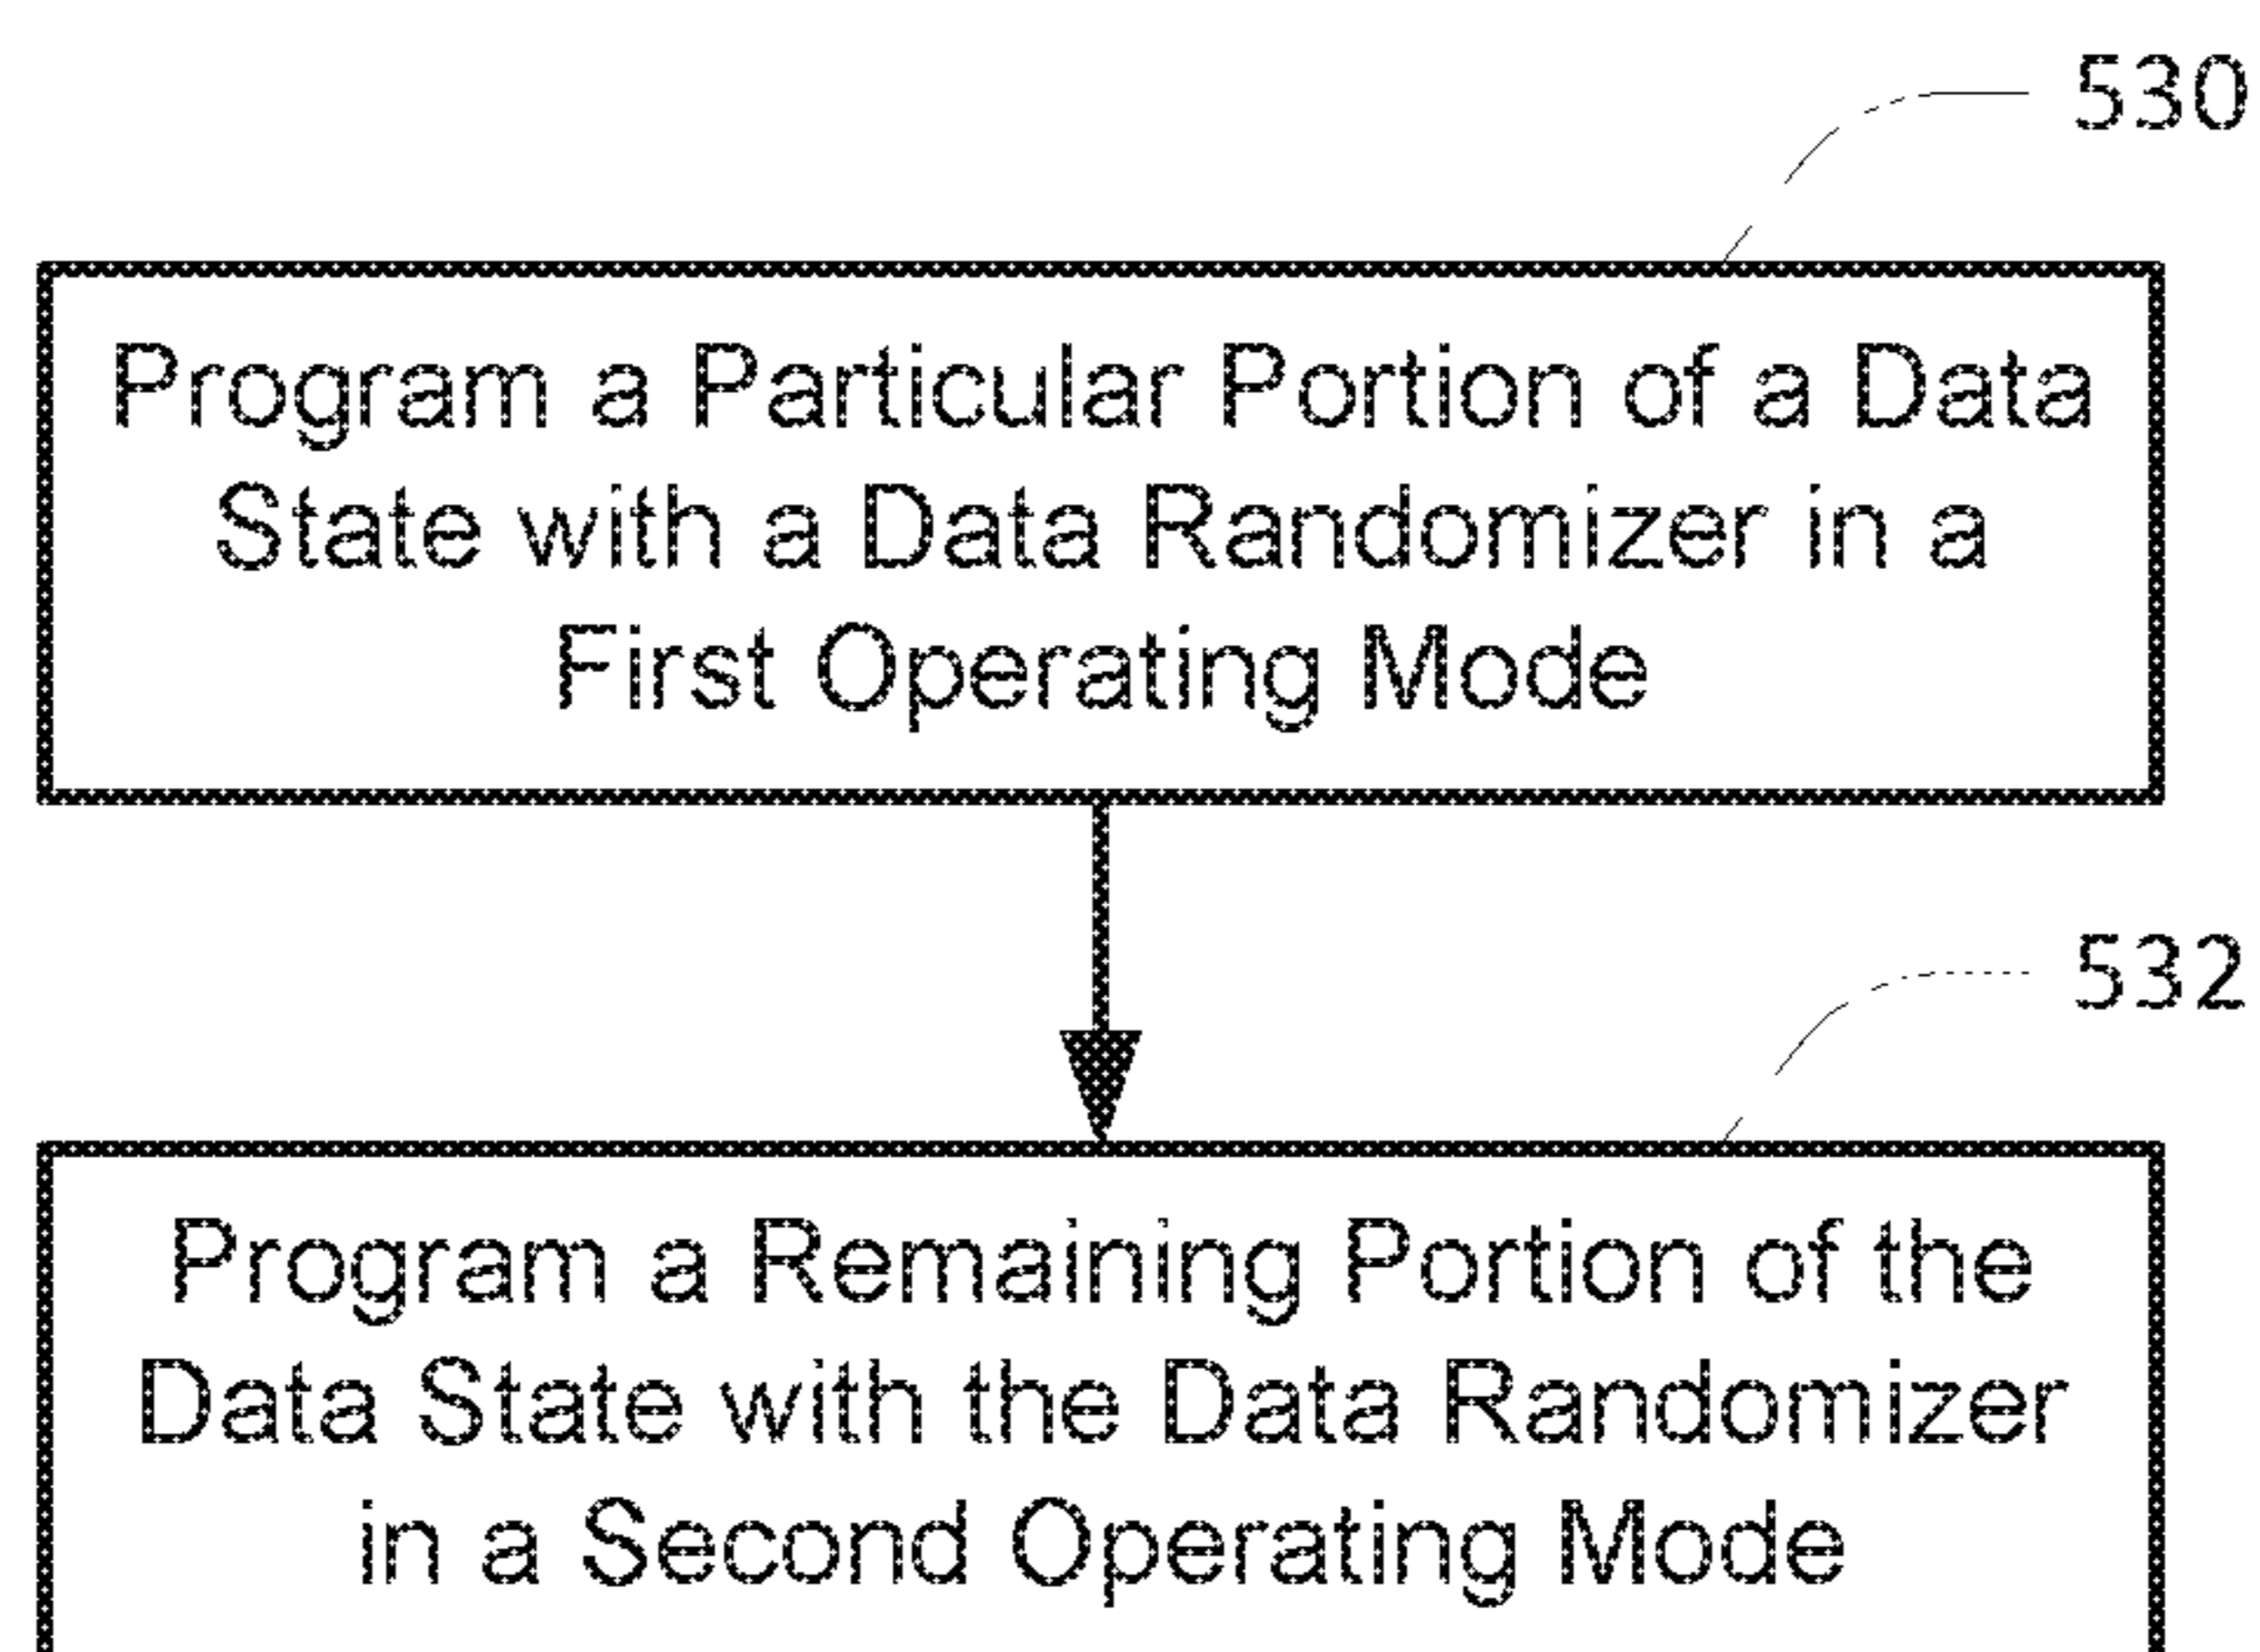 530
Program a Particular Portion of a Data
State with a Data Randomizer in a
First Operating Mode
532
Program a Remaining Portion of the
Data State with the Data Randomizer
in a Second Operating Mode